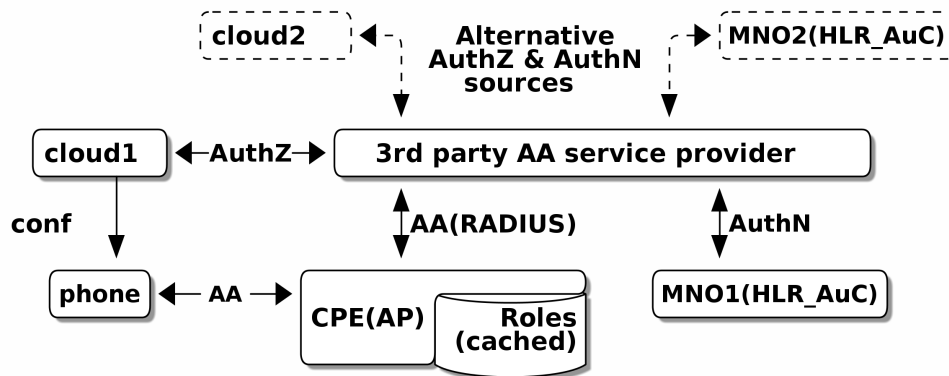 cloud2
Alternative
AuthZ & AuthN
sources
MNO2(HLR_AuC)
cloud1
AuthZ
3rd party AA service provider
conf
AA(RADIUS)
AuthN
phone
AA
CPE(AP)
Roles
(cached)
MNO1(HLR_AuC)